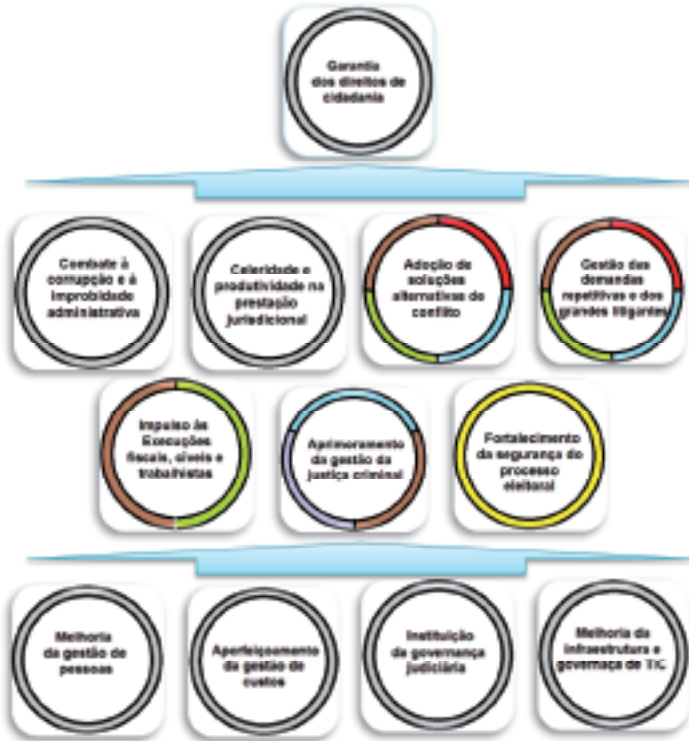 Garantia
dos direitos de
cidadania
Combate à
corrupção e à
improbidade
administrativa
Celeridade e
produtividade na
prestação
jurisdicional
Adoção de
soluções
alternativas de
conflito
Gestão das
demandas
repetitivas e dos
grandes litigantes
Impulso às
Execuções
fiscais, cíveis e
trabalhistas
Aprimoramento
da gestão da
justiça criminal
Fortalecimento
da segurança do
processo
eleitoral
Melhoria
da gestão de
pessoas
Aperfeiçoamento
da gestão de
custos
Instituição
da governança
judiciária
Melhoria da
infraestrutura e
governaça de TIC